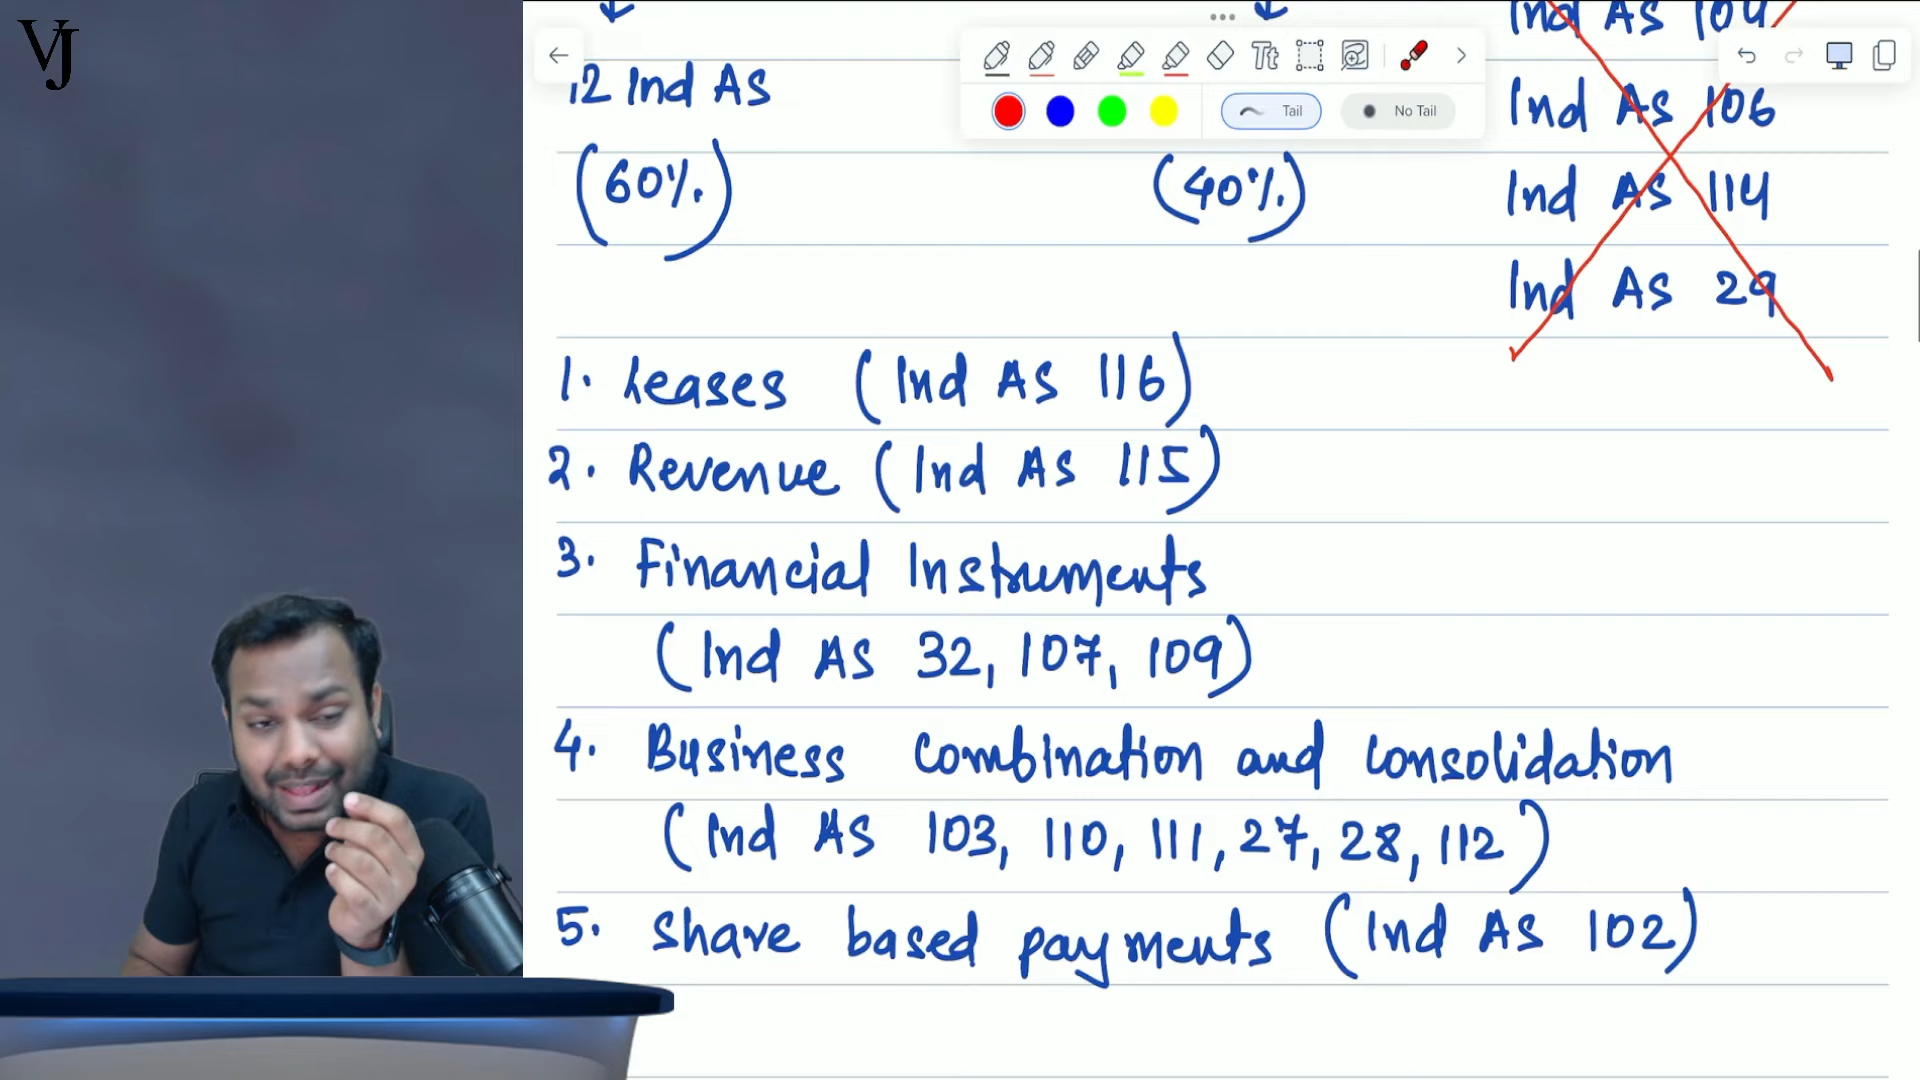 VJ
Ind AS 104
12 Ind AS
Tt
Tail
No Tail
Ind AS 106
(60%.)
(40%.)
Ind AS 114
Ind AS 29
1. Leases (Ind AS 116)
2. Revenue (Ind AS 115)
3. Financial Instruments
(Ind AS 32, 107, 109)
4. Business Combination and Consolidation
(Ind AS 103, 110, 111, 27, 28, 112)
5. Share based payments (Ind AS 102)